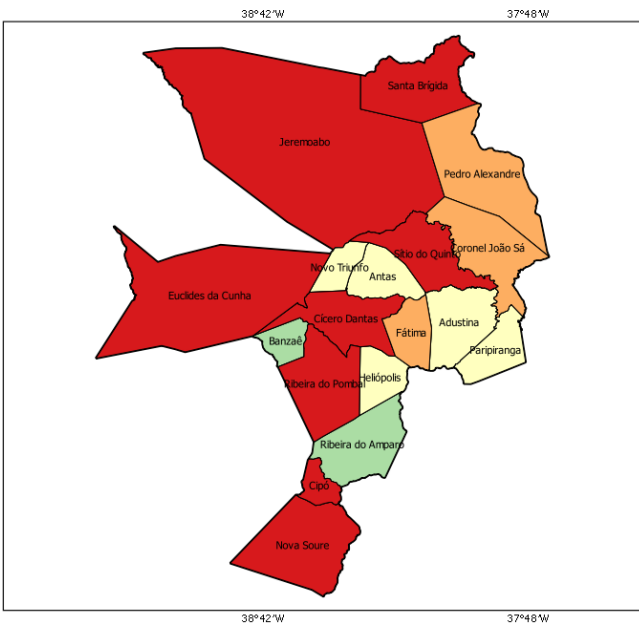 38°42'W 37°48'W
Santa Brígida
Jeremoabo
Pedro Alexandre
Coronel João Sá
Sítio do Quinto
Novo Triunfo
Antas
Euclides da Cunha
Cícero Dantas
Adustina
Fátima
Banzaê
Paripiranga
Heliópolis
Ribeira do Pombal
Ribeira do Amparo
Cipó
Nova Soure
38°42'W 37°48'W